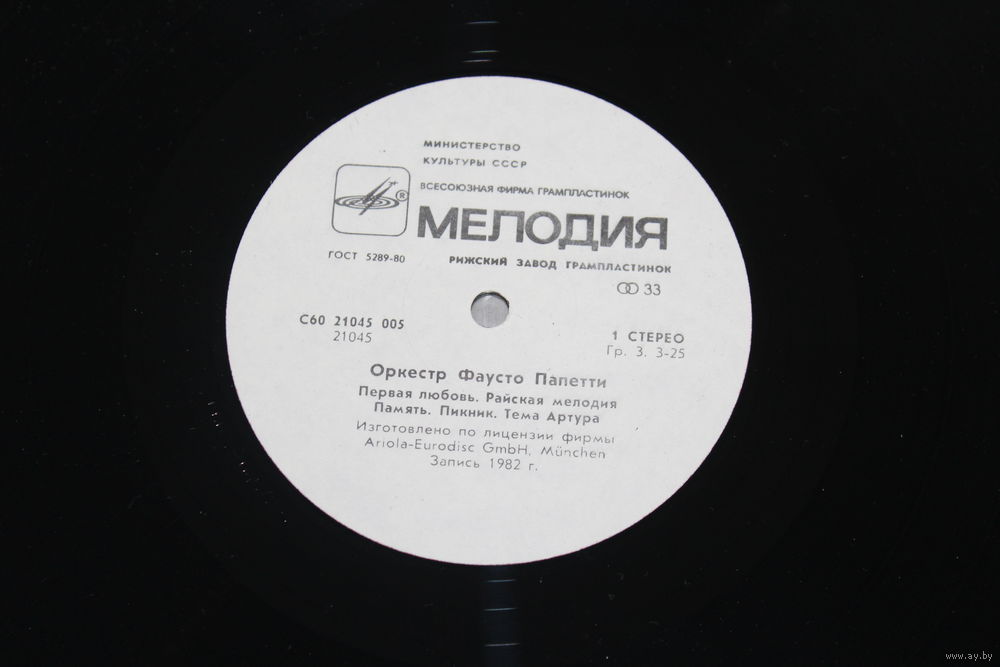 МИНИСТЕРСТВО
КУЛЬТУРЫ СССР
ВСЕСОЮЗНАЯ ФИРМА ГРАМПЛАСТИНОК
®
МЕЛОДИЯ
ГОСТ 5289-80
РИЖСКИЙ ЗАВОД ГРАМПЛАСТИНОК
33
С60 21045 005
21045
1 СТЕРЕО
Гр. 3. 3-25
Оркестр Фаусто Папетти
Первая любовь. Райская мелодия
Память. Пикник. Тема Артура
Изготовлено по лицензии фирмы
Ariola-Eurodisc GmbH, München
Запись 1982 г.
www.ay.by